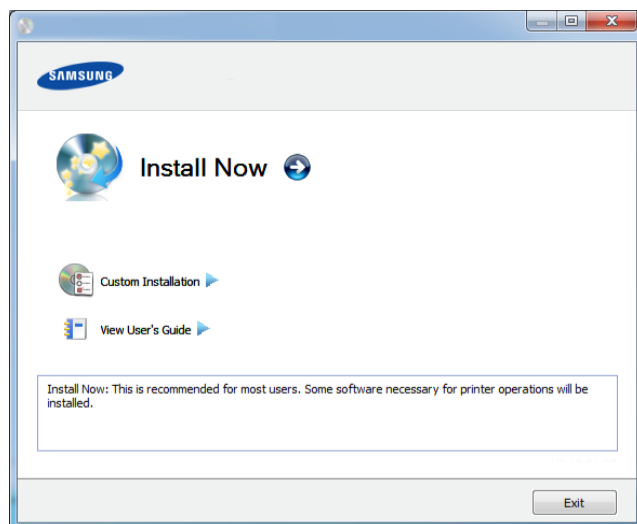 SAMSUNG
Install Now
Custom Installation
View User's Guide
Install Now: This is recommended for most users. Some software necessary for printer operations will be
installed.
Exit